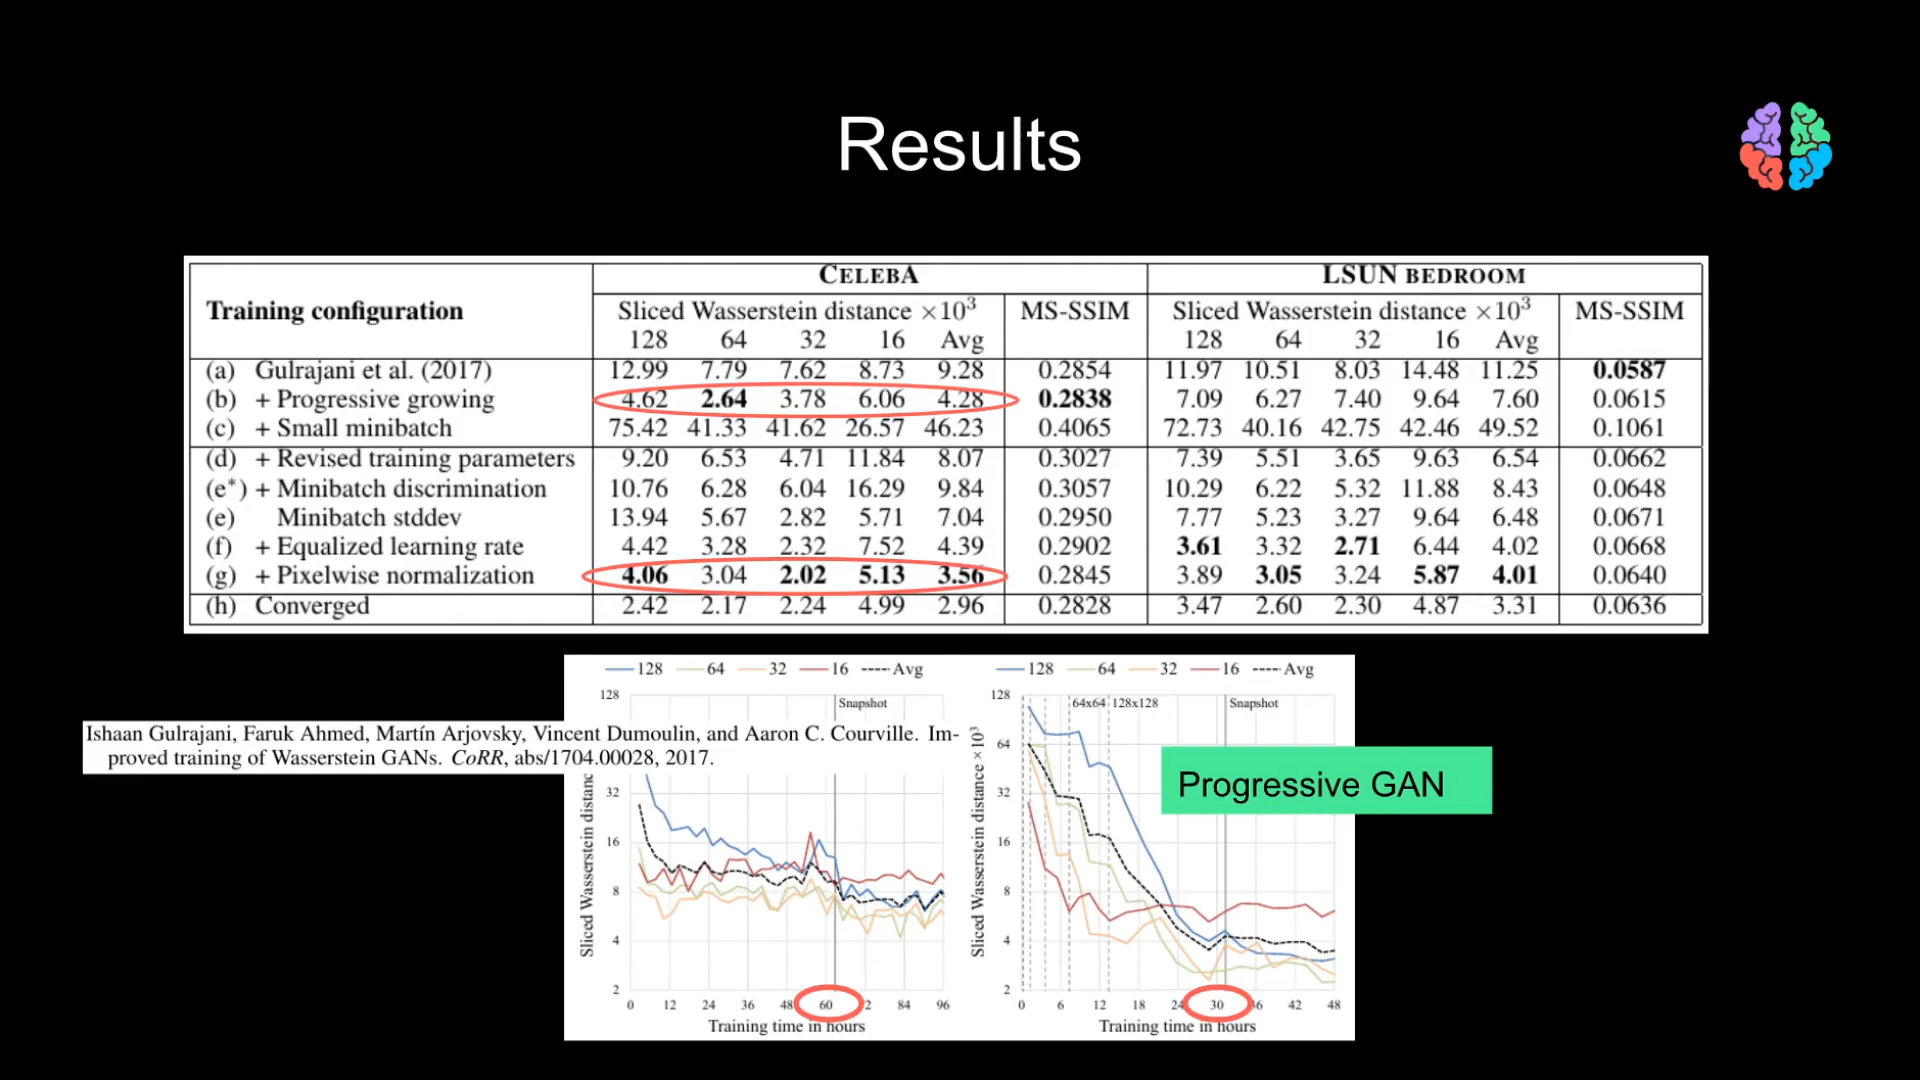 Results
CELEBA LSUN BEDROOM
Training configuration Sliced Wasserstein distance ×10³ MS-SSIM Sliced Wasserstein distance ×10³ MS-SSIM
128 64 32 16 Avg 128 64 32 16 Avg
(a) Gulrajani et al. (2017) 12.99 7.79 7.62 8.73 9.28 0.2854 11.97 10.51 8.03 14.48 11.25 0.0587
(b) + Progressive growing 4.62 2.64 3.78 6.06 4.28 0.2838 7.09 6.27 7.40 9.64 7.60 0.0615
(c) + Small minibatch 75.42 41.33 41.62 26.57 46.23 0.4065 72.73 40.16 42.75 42.46 49.52 0.1061
(d) + Revised training parameters 9.20 6.53 4.71 11.84 8.07 0.3027 7.39 5.51 3.65 9.63 6.54 0.0662
(e*) + Minibatch discrimination 10.76 6.28 6.04 16.29 9.84 0.3057 10.29 6.22 5.32 11.88 8.43 0.0648
(e) Minibatch stddev 13.94 5.67 2.82 5.71 7.04 0.2950 7.77 5.23 3.27 9.64 6.48 0.0671
(f) + Equalized learning rate 4.42 3.28 2.32 7.52 4.39 0.2902 3.61 3.32 2.71 6.44 4.02 0.0668
(g) + Pixelwise normalization 4.06 3.04 2.02 5.13 3.56 0.2845 3.89 3.05 3.24 5.87 4.01 0.0640
(h) Converged 2.42 2.17 2.24 4.99 2.96 0.2828 3.47 2.60 2.30 4.87 3.31 0.0636
128 64 32 16 Avg
128
Snapshot
Ishaan Gulrajani, Faruk Ahmed, Martín Arjovsky, Vincent Dumoulin, and Aaron C. Courville. Im-
proved training of Wasserstein GANs. CoRR, abs/1704.00028, 2017.
32
16
8
4
2
Sliced Wasserstein
0 12 24 36 48 60 84 96
Training time in hours
128 64 32 16 Avg
128
64x64 128x128 Snapshot
64
32
16
8
4
2
Sliced Wasserstein distance ×10³
Progressive GAN
0 6 12 18 24 30 36 42 48
Training time in hours